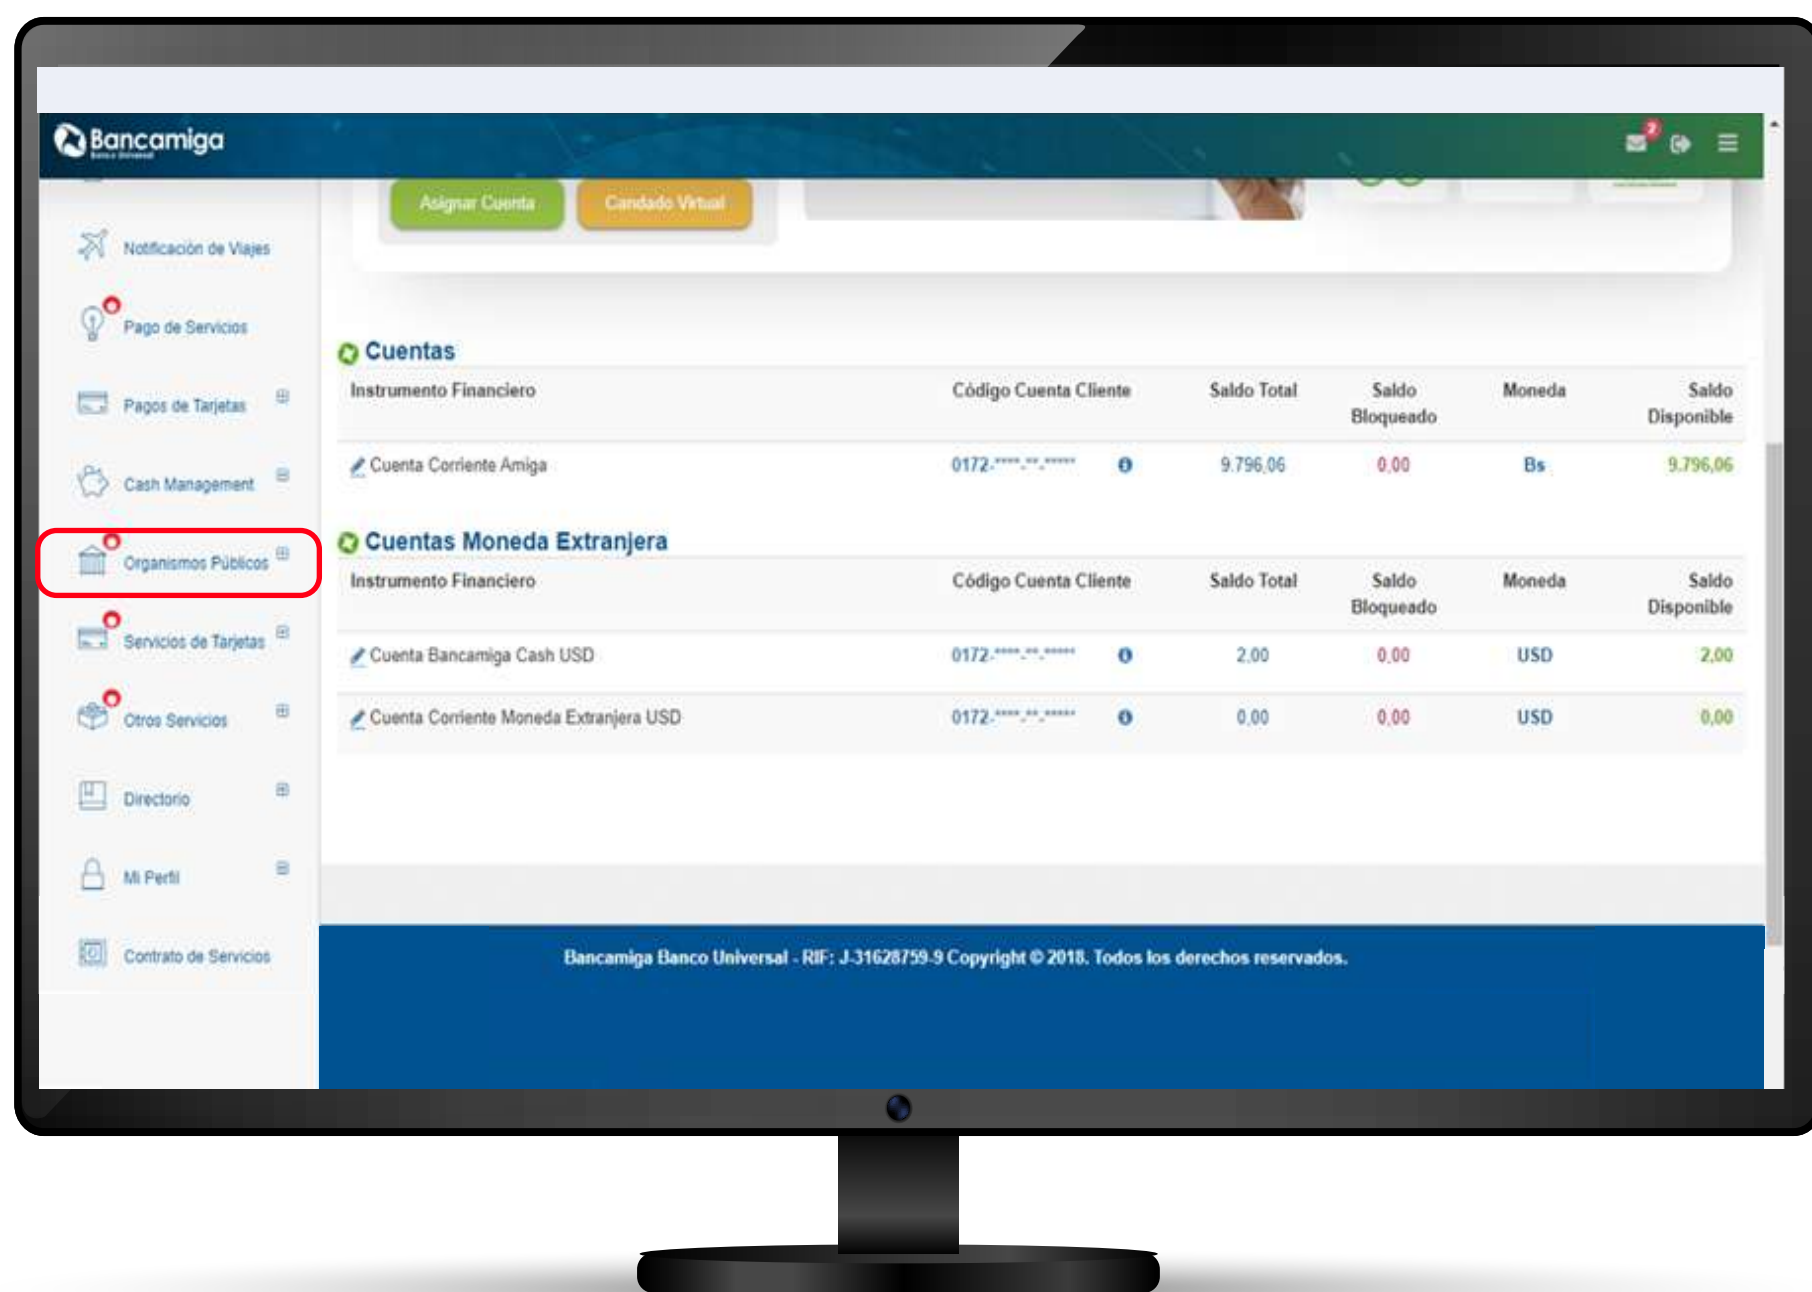 Bancamiga
Banco Universal
2
Asignar Cuenta
Candado Virtual
Notificación de Viajes
Pago de Servicios
Pagos de Tarjetas
Cash Management
Organismos Públicos
Servicios de Tarjetas
Otros Servicios
Directorio
Mi Perfil
Contrato de Servicios
Cuentas
Instrumento Financiero Código Cuenta Cliente Saldo Total Saldo Bloqueado Moneda Saldo Disponible
Cuenta Corriente Amiga 0172-****-**-***** 9.796,06 0,00 Bs 9.796,06
Cuentas Moneda Extranjera
Instrumento Financiero Código Cuenta Cliente Saldo Total Saldo Bloqueado Moneda Saldo Disponible
Cuenta Bancamiga Cash USD 0172-****-**-***** 2,00 0,00 USD 2,00
Cuenta Corriente Moneda Extranjera USD 0172-****-**-***** 0,00 0,00 USD 0,00
Bancamiga Banco Universal - RIF: J-31628759-9 Copyright © 2018. Todos los derechos reservados.